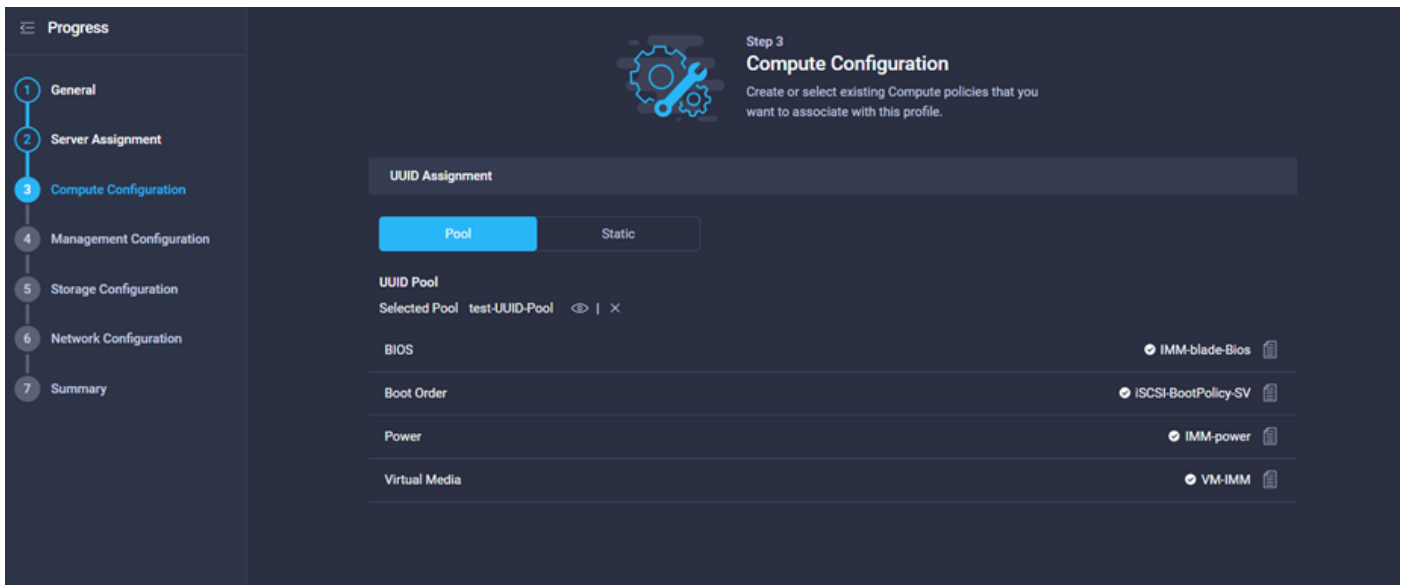 Progress
1 General
2 Server Assignment
3 Compute Configuration
4 Management Configuration
5 Storage Configuration
6 Network Configuration
7 Summary
Step 3
Compute Configuration
Create or select existing Compute policies that you
want to associate with this profile.
UUID Assignment
Pool Static
UUID Pool
Selected Pool test-UUID-Pool |
BIOS IMM-blade-Bios
Boot Order iSCSI-BootPolicy-SV
Power IMM-power
Virtual Media VM-IMM